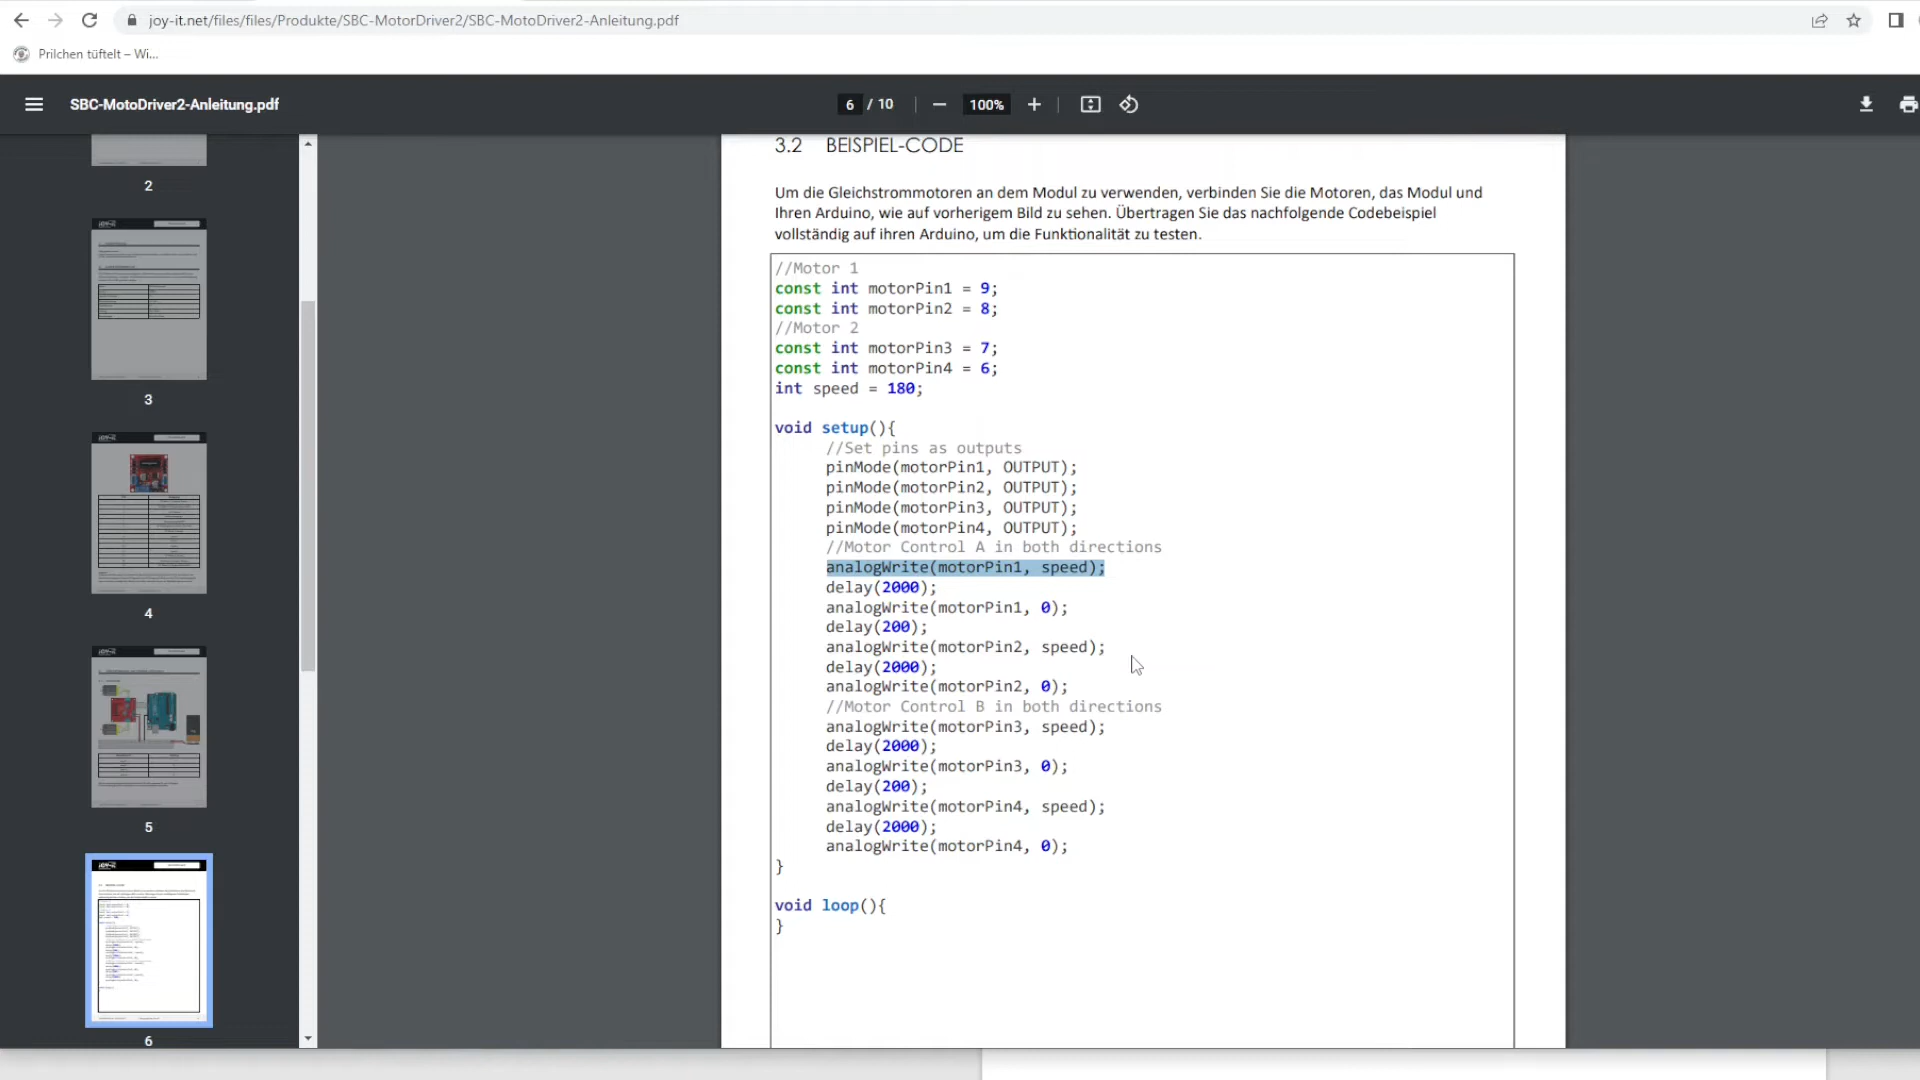 joy-it.net/files/files/Produkte/SBC-MotorDriver2/SBC-MotoDriver2-Anleitung.pdf
Prilchen tüftelt – Wi...
SBC-MotoDriver2-Anleitung.pdf
6 / 10
100%
2
3
4
5
6
3.2 BEISPIEL-CODE
Um die Gleichstrommotoren an dem Modul zu verwenden, verbinden Sie die Motoren, das Modul und
Ihren Arduino, wie auf vorherigem Bild zu sehen. Übertragen Sie das nachfolgende Codebeispiel
vollständig auf ihren Arduino, um die Funktionalität zu testen.
//Motor 1
const int motorPin1 = 9;
const int motorPin2 = 8;
//Motor 2
const int motorPin3 = 7;
const int motorPin4 = 6;
int speed = 180;
void setup(){
//Set pins as outputs
pinMode(motorPin1, OUTPUT);
pinMode(motorPin2, OUTPUT);
pinMode(motorPin3, OUTPUT);
pinMode(motorPin4, OUTPUT);
//Motor Control A in both directions
analogWrite(motorPin1, speed);
delay(2000);
analogWrite(motorPin1, 0);
delay(200);
analogWrite(motorPin2, speed);
delay(2000);
analogWrite(motorPin2, 0);
//Motor Control B in both directions
analogWrite(motorPin3, speed);
delay(2000);
analogWrite(motorPin3, 0);
delay(200);
analogWrite(motorPin4, speed);
delay(2000);
analogWrite(motorPin4, 0);
}
void loop(){
}